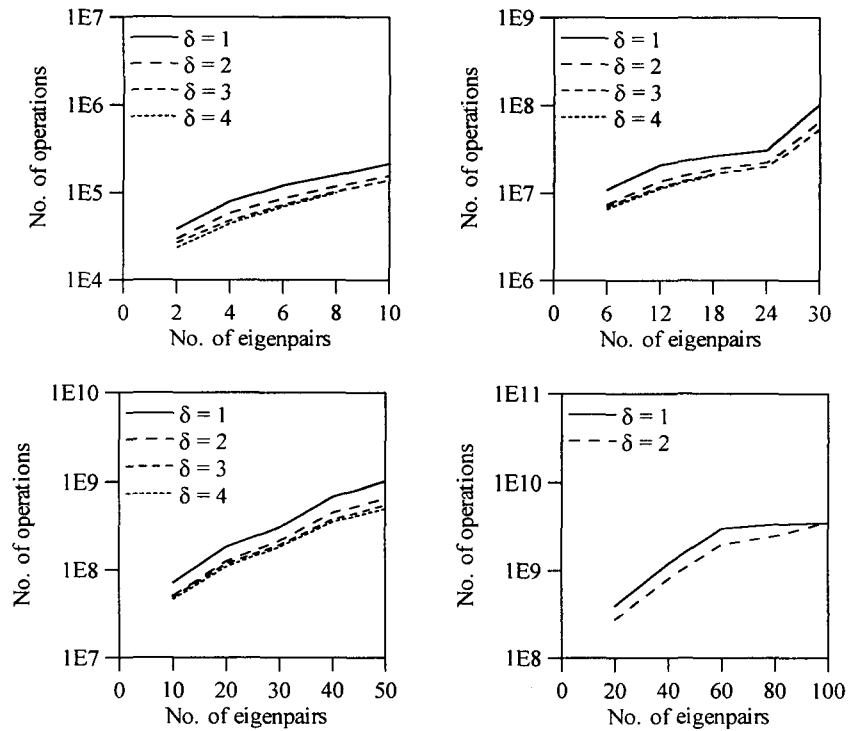 1E7
1E6
1E5
1E4
No. of operations
δ = 1
δ = 2
δ = 3
δ = 4
0 2 4 6 8 10
No. of eigenpairs
1E9
1E8
1E7
1E6
No. of operations
δ = 1
δ = 2
δ = 3
δ = 4
0 6 12 18 24 30
No. of eigenpairs
1E10
1E9
1E8
1E7
No. of operations
δ = 1
δ = 2
δ = 3
δ = 4
0 10 20 30 40 50
No. of eigenpairs
1E11
1E10
1E9
1E8
No. of operations
δ = 1
δ = 2
0 20 40 60 80 100
No. of eigenpairs